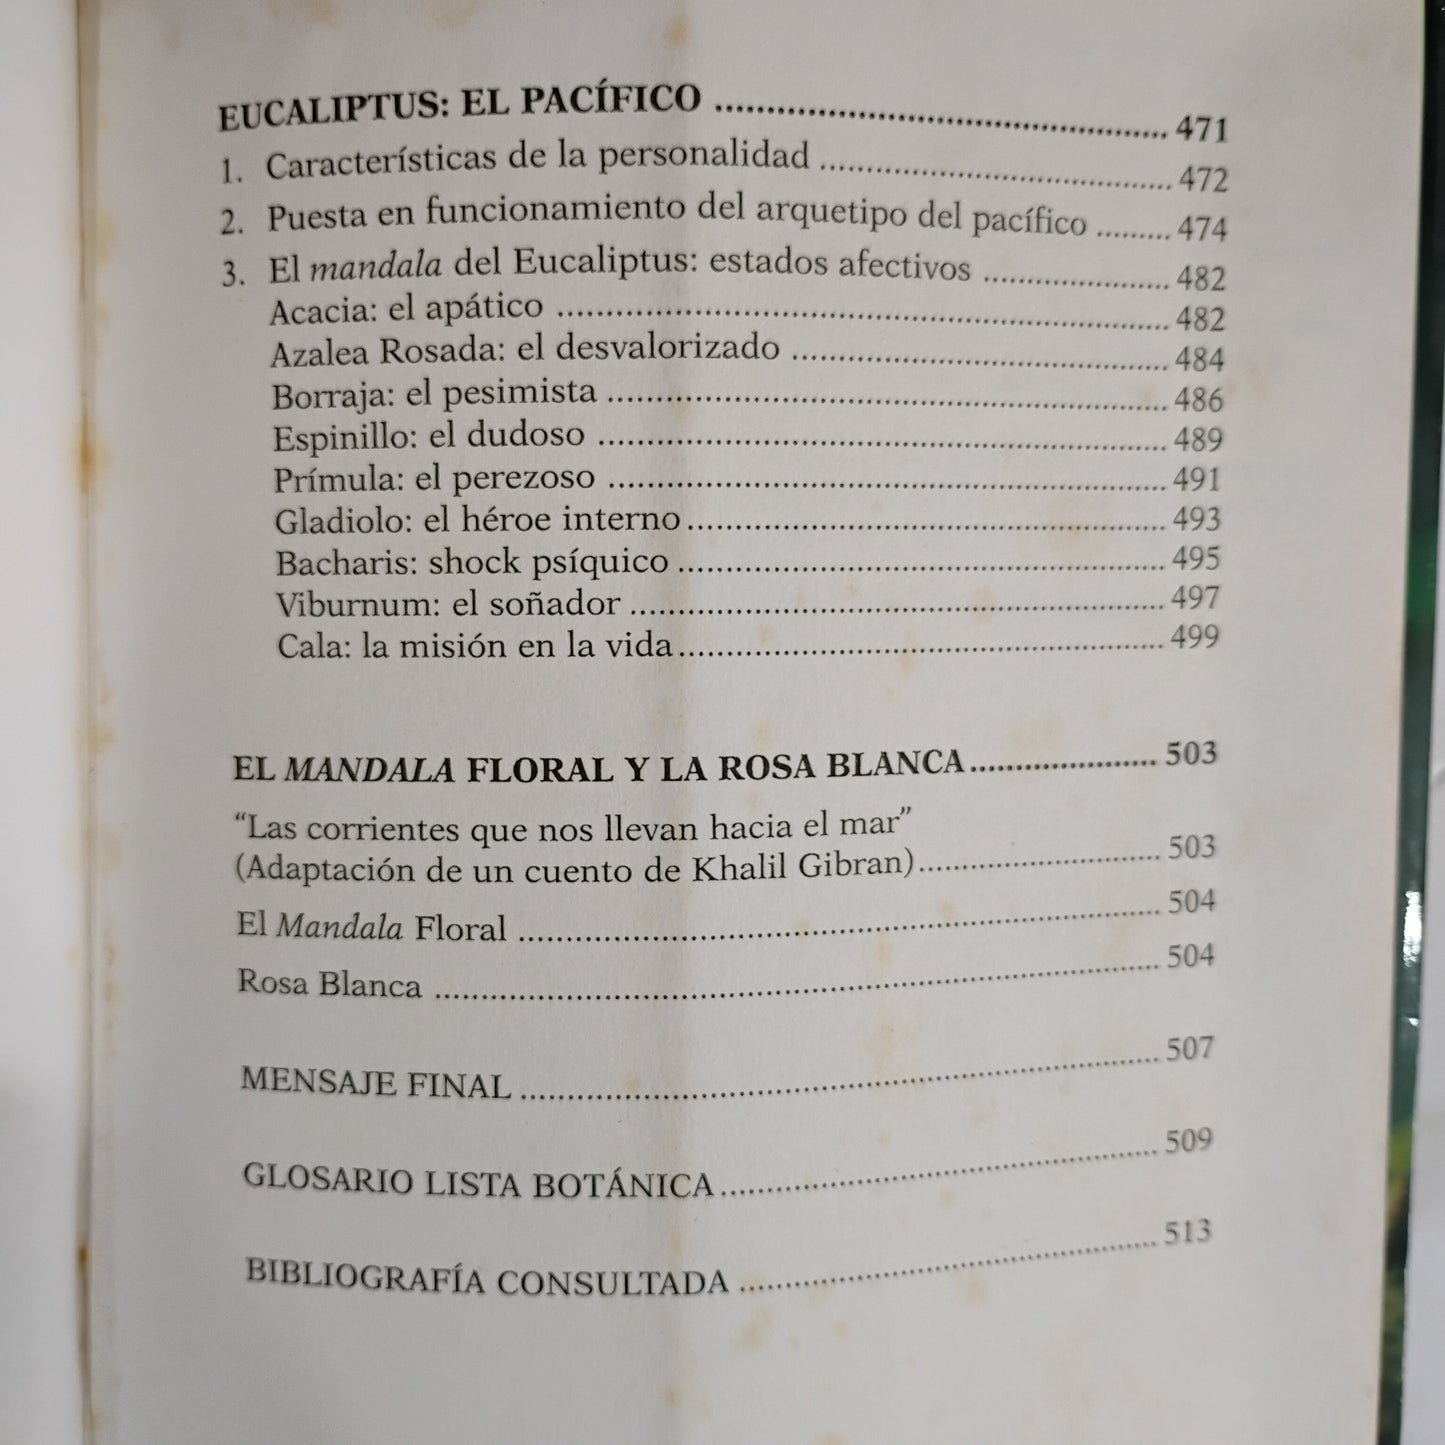 EUCALIPTUS: EL PACÍFICO ................................................ 471
1. Características de la personalidad ....................................... 472
2. Puesta en funcionamiento del arquetipo del pacífico ......... 474
3. El mandala del Eucaliptus: estados afectivos ...................... 482
Acacia: el apático ................................................................ 482
Azalea Rosada: el desvalorizado ........................................ 484
Borraja: el pesimista ........................................................... 486
Espinillo: el dudoso ............................................................ 489
Prímula: el perezoso ........................................................... 491
Gladiolo: el héroe interno .................................................. 493
Bacharis: shock psíquico .................................................... 495
Viburnum: el soñador ......................................................... 497
Cala: la misión en la vida ................................................... 499
EL MANDALA FLORAL Y LA ROSA BLANCA ..................... 503
“Las corrientes que nos llevan hacia el mar”
(Adaptación de un cuento de Khalil Gibran) .......................... 503
El Mandala Floral ..................................................................... 504
Rosa Blanca .............................................................................. 504
MENSAJE FINAL ..................................................................... 507
GLOSARIO LISTA BOTÁNICA ................................................ 509
BIBLIOGRAFÍA CONSULTADA ............................................. 513